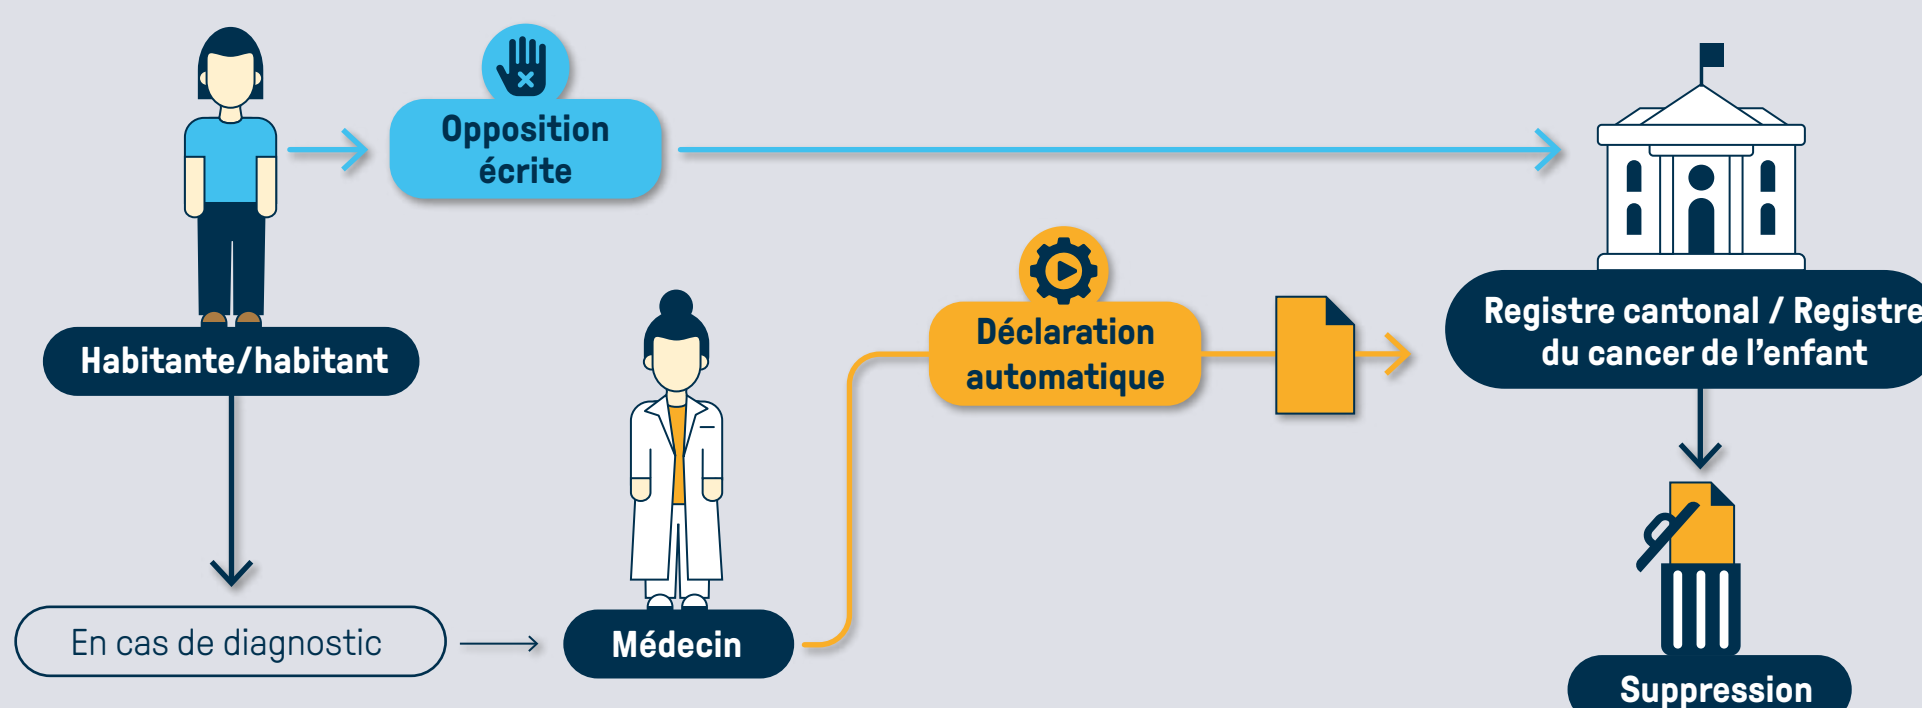 Opposition
écrite
Déclaration
automatique
Registre cantonal / Registre
du cancer de l’enfant
Habitante/habitant
En cas de diagnostic
Médecin
Suppression